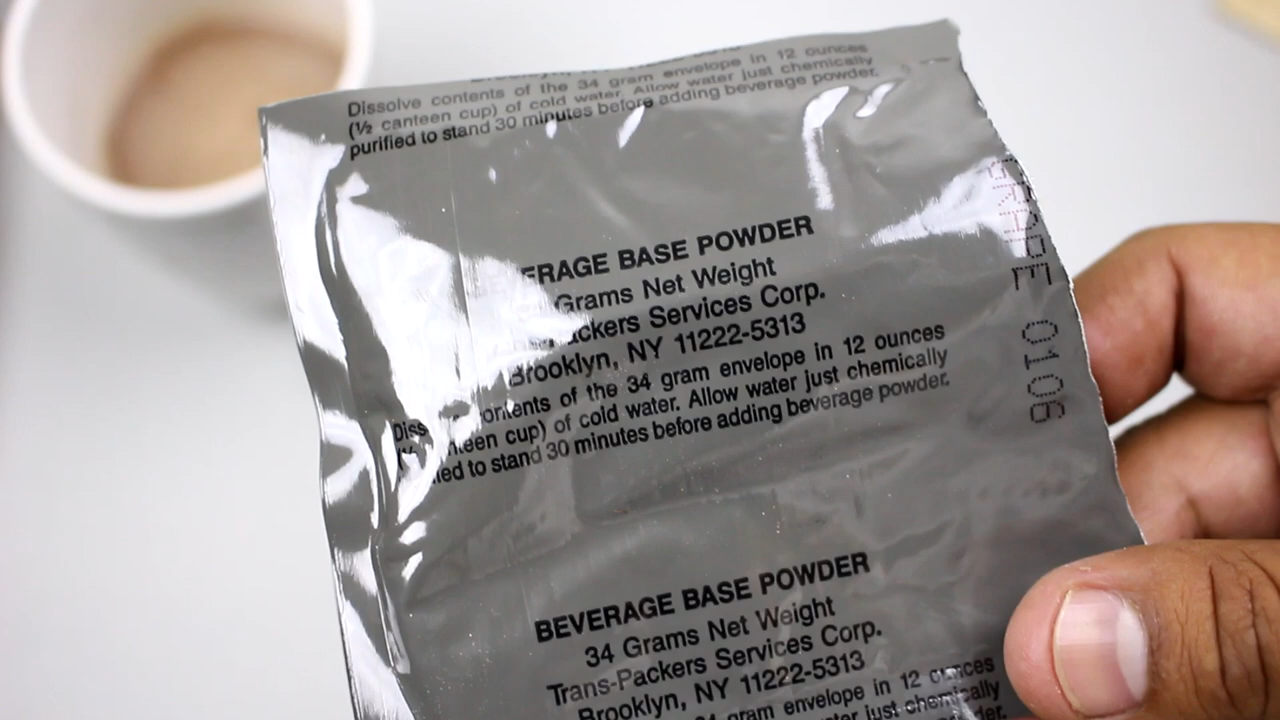 Dissolve contents of the 34 gram envelope in 12 ounces
(½ canteen cup) of cold water. Allow water just chemically
purified to stand 30 minutes before adding beverage powder.
BEVERAGE BASE POWDER
Grams Net Weight
Services Corp.
Brooklyn, NY 11222-5313
contents of the 34 gram envelope in 12 ounces
cup) of cold water. Allow water just chemically
to stand 30 minutes before adding beverage powder.
BEVERAGE BASE POWDER
34 Grams Net Weight
Trans-Packers Services Corp.
Brooklyn, NY 11222-5313
gram envelope in 12 ounces
water just chemically
GRAPE 0106